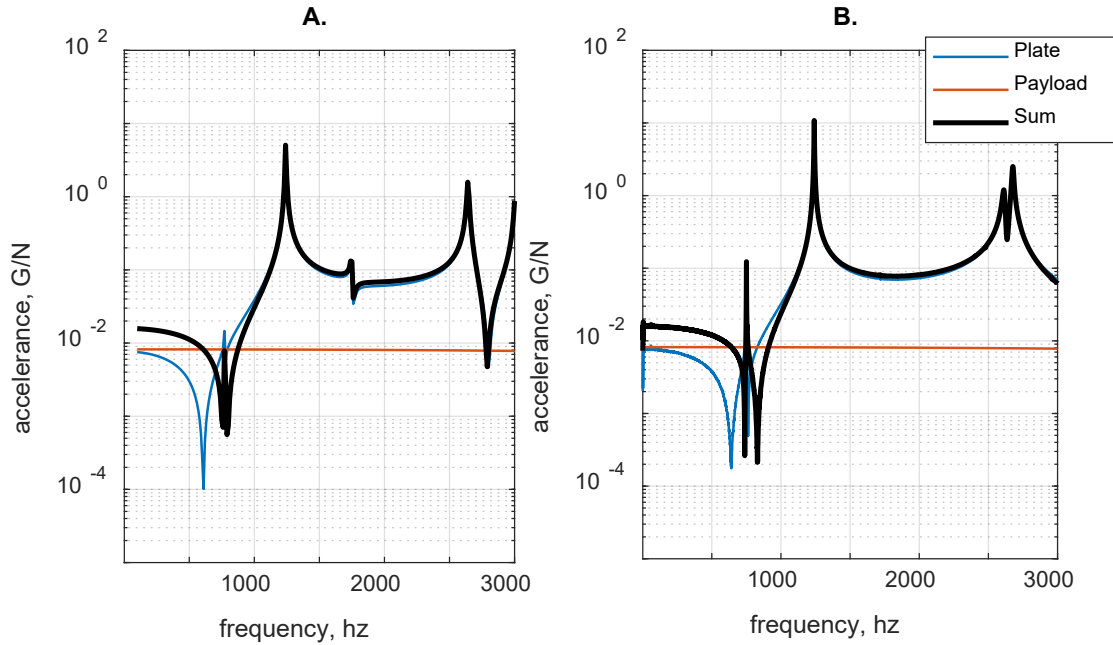 A.
B.
Plate
Payload
Sum
10 2
10 0
10 -2
10 -4
accelerance, G/N
1000
2000
3000
frequency, hz
10 2
10 0
10 -2
10 -4
accelerance, G/N
1000
2000
3000
frequency, hz